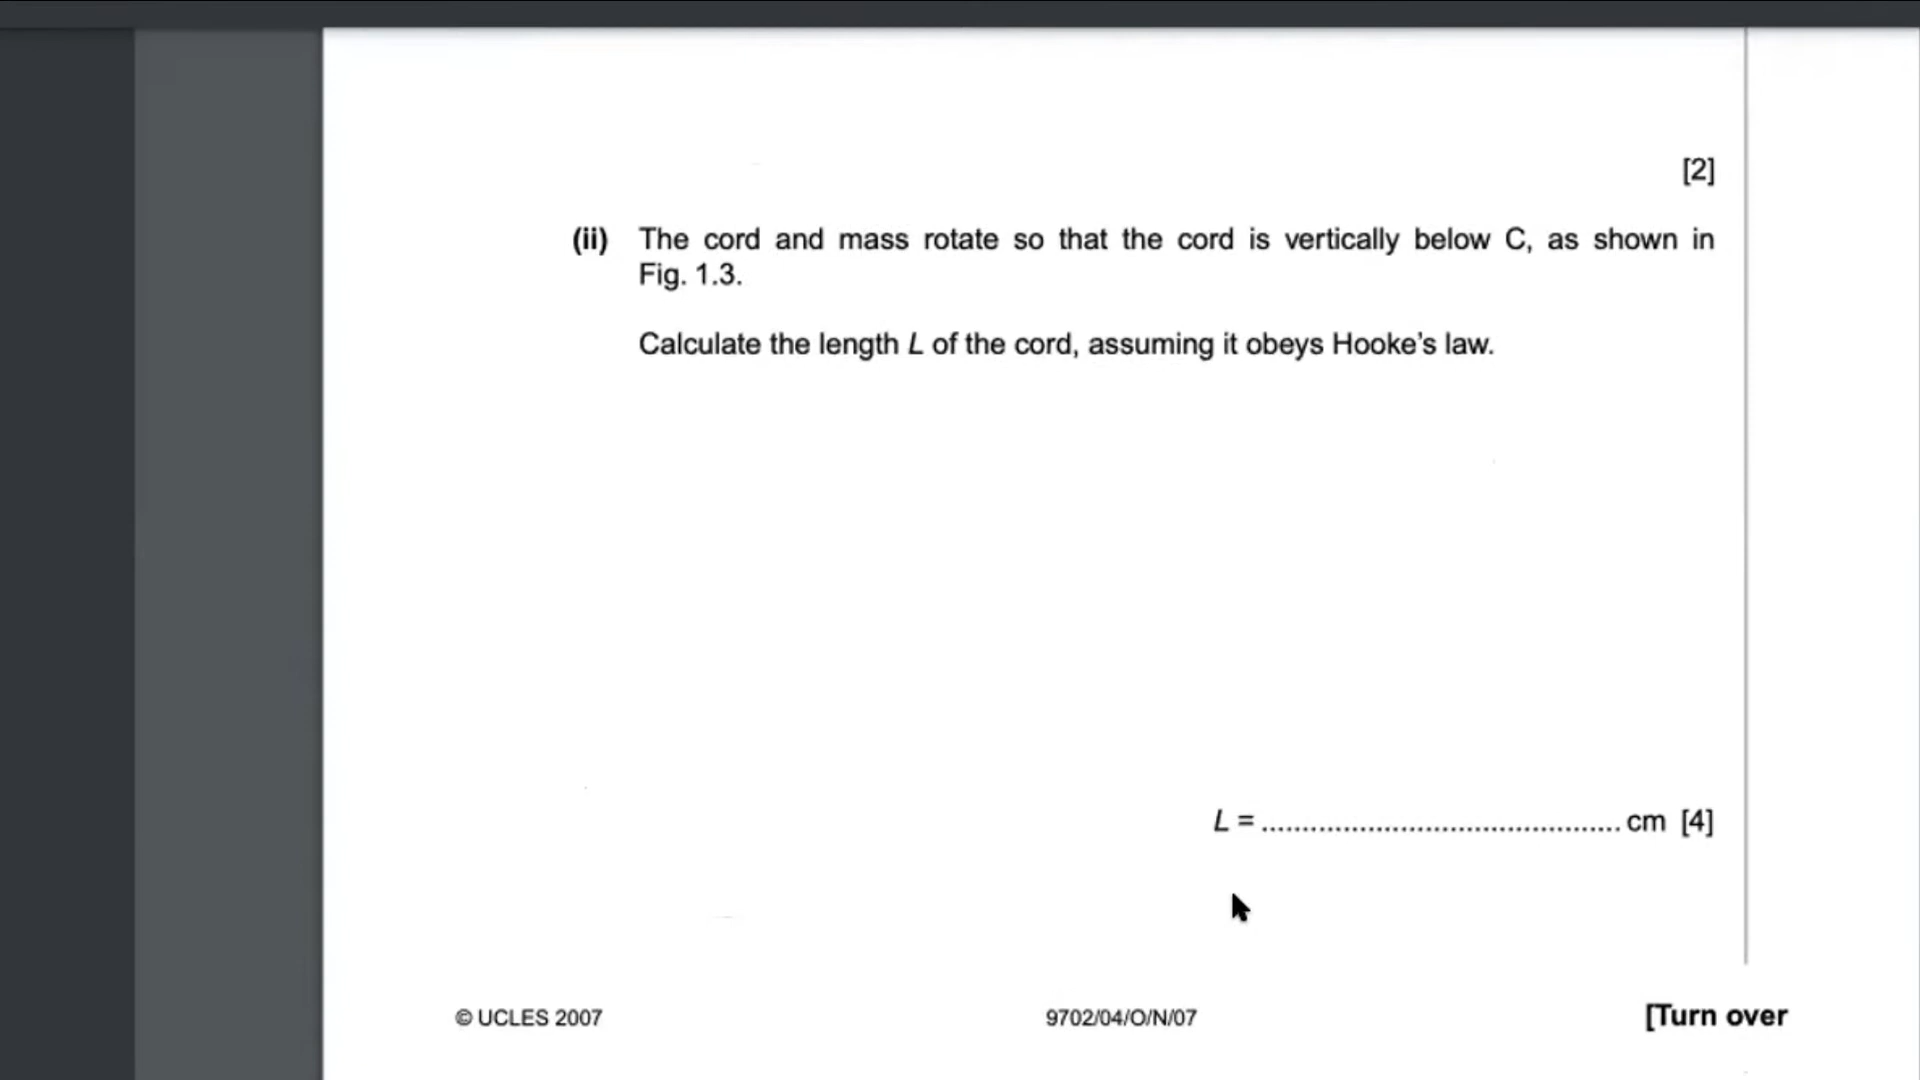 [2]
(ii) The cord and mass rotate so that the cord is vertically below C, as shown in
Fig. 1.3.
Calculate the length L of the cord, assuming it obeys Hooke's law.
L = ............................................ cm [4]
© UCLES 2007 9702/04/O/N/07 [Turn over